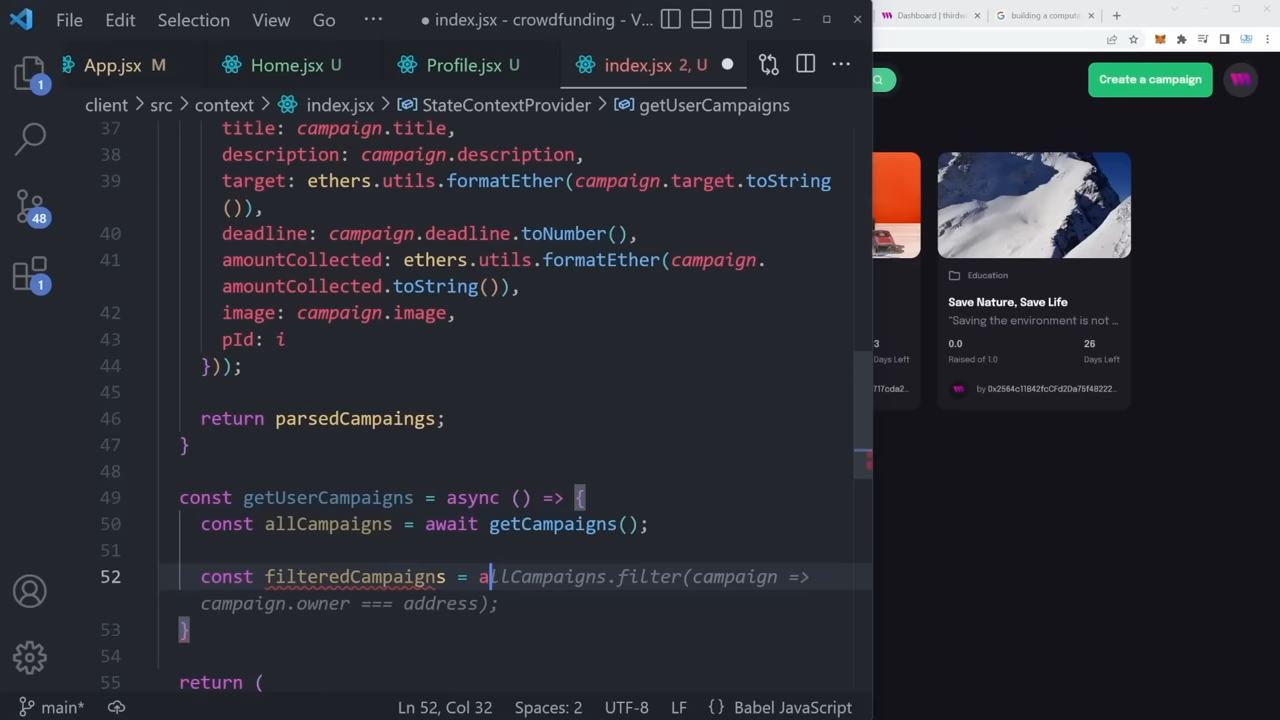 File Edit Selection View Go ··· ● index.jsx - crowdfunding - V...
Dashboard | thirdw
building a computa
App.jsx M
Home.jsx U
Profile.jsx U
index.jsx 2, U
client > src > context > index.jsx > StateContextProvider > getUserCampaigns
37 title: campaign.title,
38 description: campaign.description,
39 target: ethers.utils.formatEther(campaign.target.toString
()),
40 deadline: campaign.deadline.toNumber(),
41 amountCollected: ethers.utils.formatEther(campaign.
amountCollected.toString()),
42 image: campaign.image,
43 pId: i
44 }));
45
46 return parsedCampaings;
47 }
48
49 const getUserCampaigns = async () => {
50 const allCampaigns = await getCampaigns();
51
52 const filteredCampaigns = allCampaigns.filter(campaign =>
campaign.owner === address);
53 }
54
55 return (
1
48
1
main*
Ln 52, Col 32 Spaces: 2 UTF-8 LF {} Babel JavaScript
Create a campaign
3
Days Left
717cda2...
Education
Save Nature, Save Life
"Saving the environment is not ...
0.0 26
Raised of 1.0 Days Left
by 0x2564c11B42fcCFd2Da75f48222...